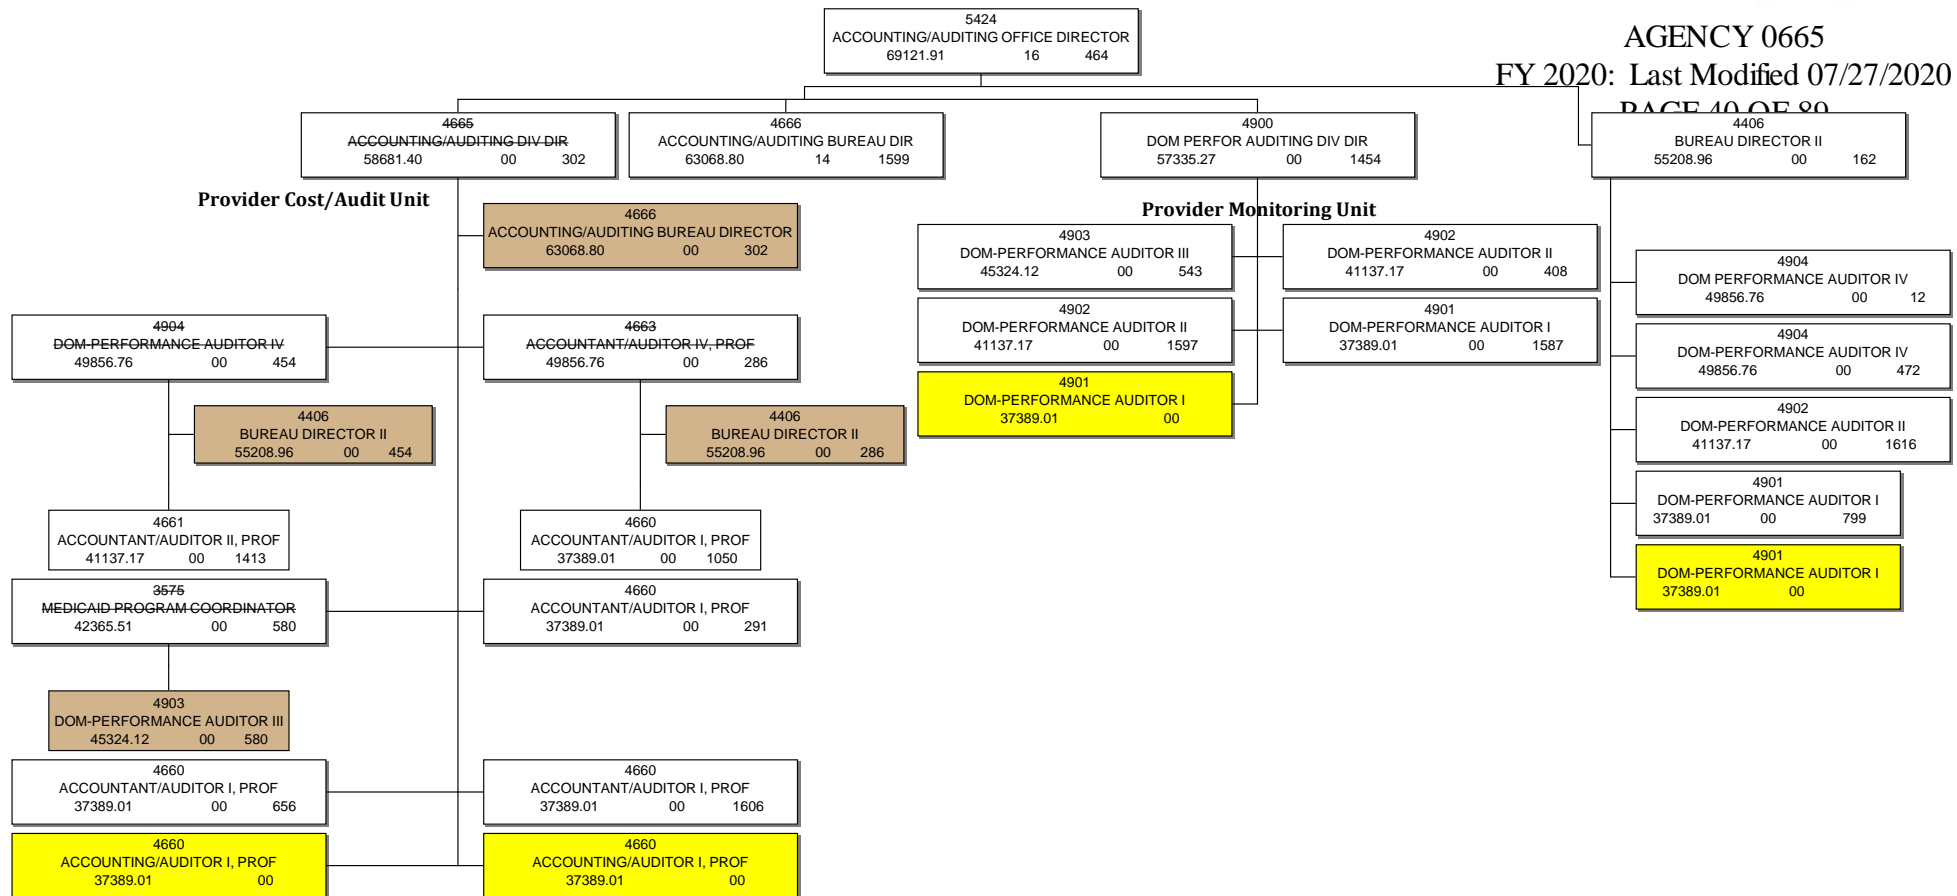 5424
ACCOUNTING/AUDITING OFFICE DIRECTOR
69121.91 16 464
AGENCY 0665
FY 2020: Last Modified 07/27/2020
PAGE 40 OF 89
4665
ACCOUNTING/AUDITING DIV DIR
58681.40 00 302
4666
ACCOUNTING/AUDITING BUREAU DIR
63068.80 14 1599
4900
DOM PERFOR AUDITING DIV DIR
57335.27 00 1454
4406
BUREAU DIRECTOR II
55208.96 00 162
Provider Cost/Audit Unit
4666
ACCOUNTING/AUDITING BUREAU DIRECTOR
63068.80 00 302
4904
DOM-PERFORMANCE AUDITOR IV
49856.76 00 454
4663
ACCOUNTANT/AUDITOR IV, PROF
49856.76 00 286
4406
BUREAU DIRECTOR II
55208.96 00 454
4406
BUREAU DIRECTOR II
55208.96 00 286
4661
ACCOUNTANT/AUDITOR II, PROF
41137.17 00 1413
4660
ACCOUNTANT/AUDITOR I, PROF
37389.01 00 1050
3575
MEDICAID PROGRAM COORDINATOR
42365.51 00 580
4660
ACCOUNTANT/AUDITOR I, PROF
37389.01 00 291
4903
DOM-PERFORMANCE AUDITOR III
45324.12 00 580
4660
ACCOUNTANT/AUDITOR I, PROF
37389.01 00 656
4660
ACCOUNTANT/AUDITOR I, PROF
37389.01 00 1606
4660
ACCOUNTING/AUDITOR I, PROF
37389.01 00
4660
ACCOUNTING/AUDITOR I, PROF
37389.01 00
Provider Monitoring Unit
4903
DOM-PERFORMANCE AUDITOR III
45324.12 00 543
4902
DOM-PERFORMANCE AUDITOR II
41137.17 00 408
4902
DOM-PERFORMANCE AUDITOR II
41137.17 00 1597
4901
DOM-PERFORMANCE AUDITOR I
37389.01 00 1587
4901
DOM-PERFORMANCE AUDITOR I
37389.01 00
4904
DOM PERFORMANCE AUDITOR IV
49856.76 00 12
4904
DOM-PERFORMANCE AUDITOR IV
49856.76 00 472
4902
DOM-PERFORMANCE AUDITOR II
41137.17 00 1616
4901
DOM-PERFORMANCE AUDITOR I
37389.01 00 799
4901
DOM-PERFORMANCE AUDITOR I
37389.01 00